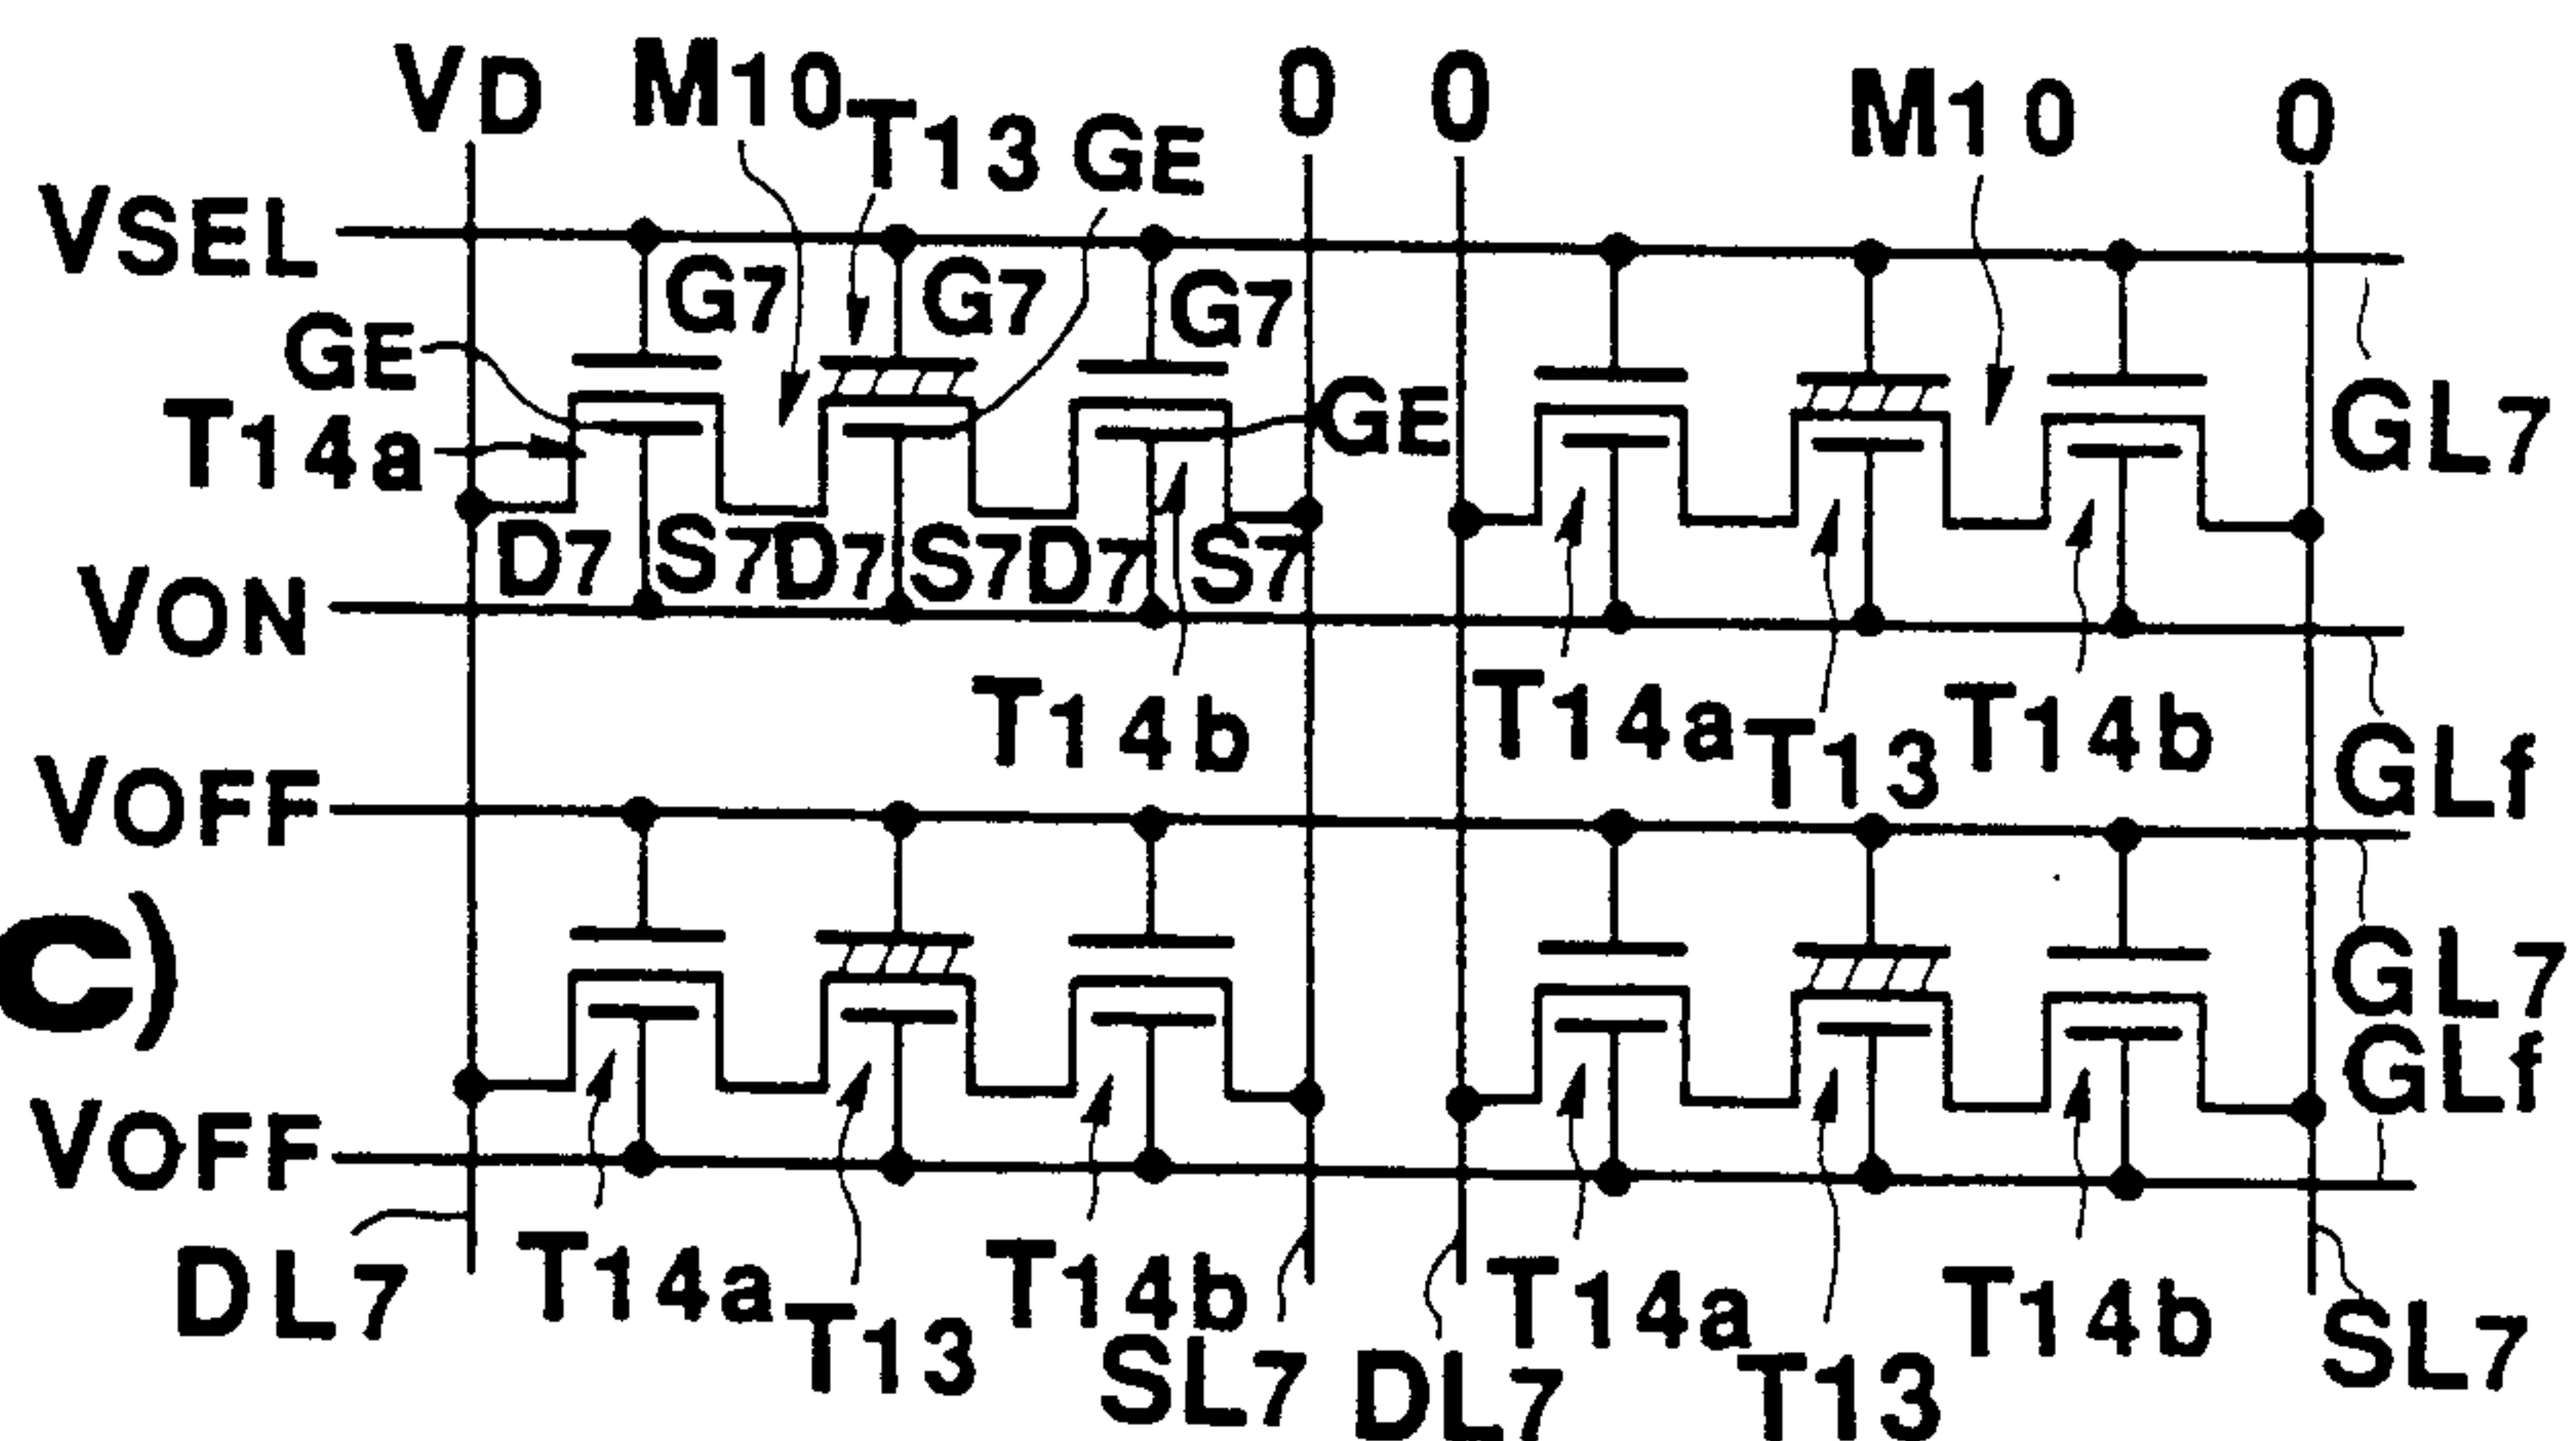 VD M10 T13 GE 0 0 M10 0
VSEL
G7 G7 G7
GE GE GL7
T14a
D7 S7 D7 S7 D7 S7
VON
T14b T14a T13 T14b GLf
VOFF
C) GL7
GLf
VOFF
DL7 T14a T13 T14b SL7 DL7 T14a T13 T14b SL7